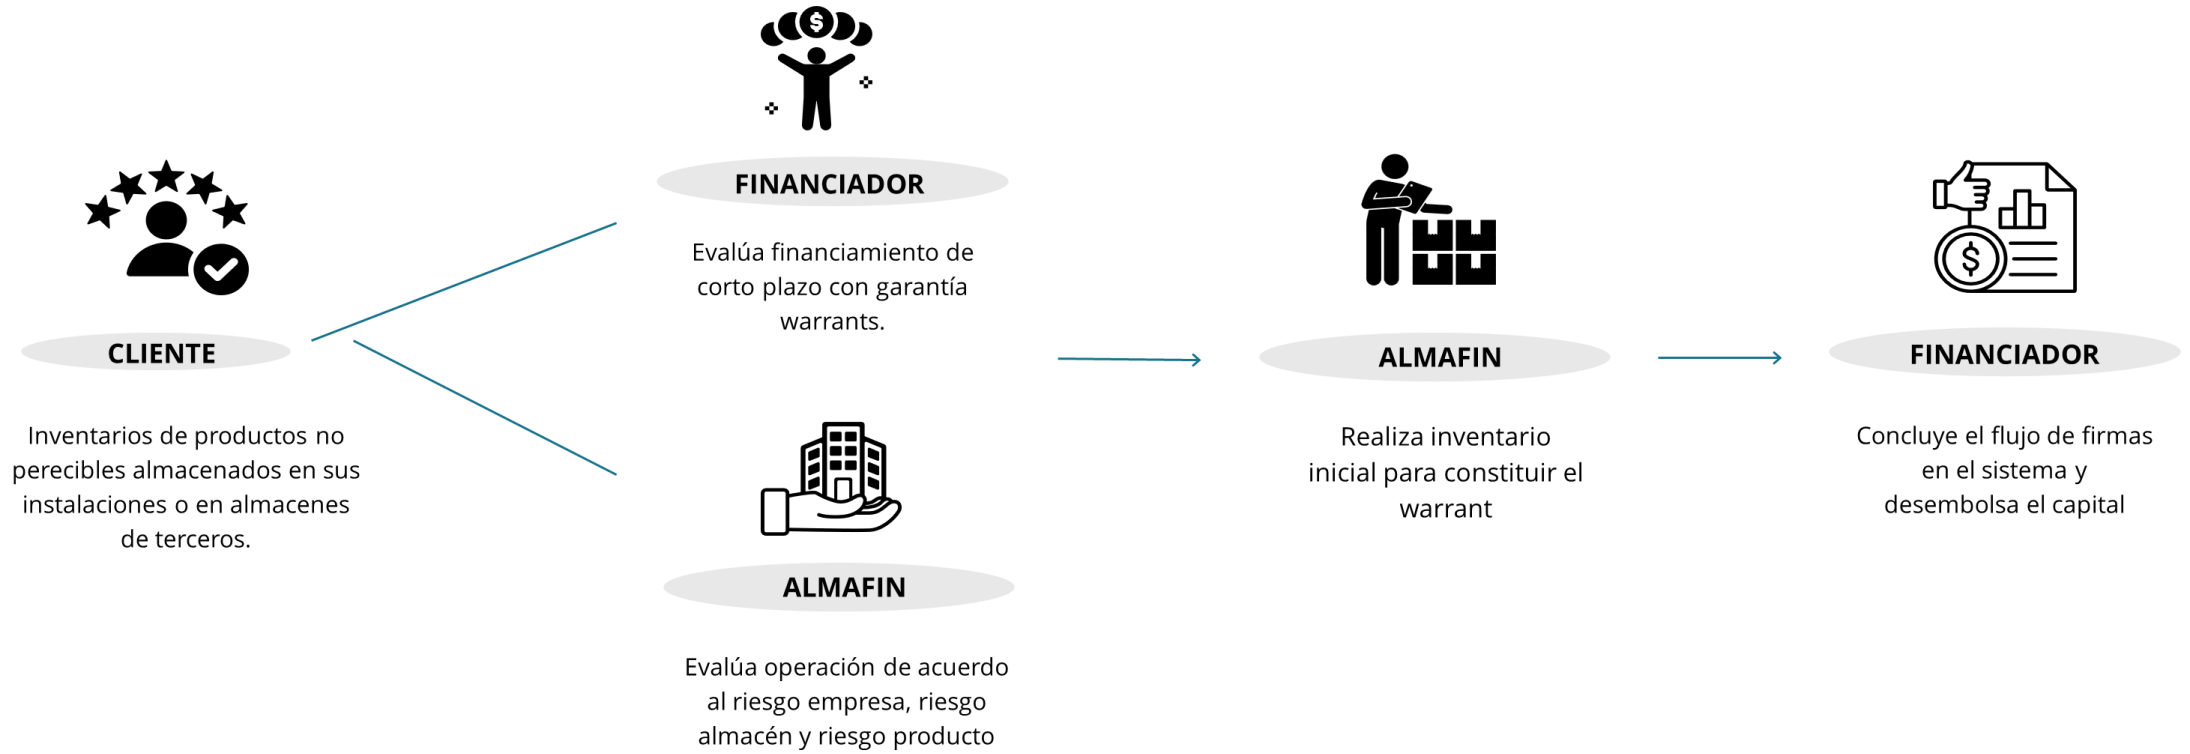 CLIENTE
Inventarios de productos no
perecibles almacenados en sus
instalaciones o en almacenes
de terceros.
$
FINANCIADOR
Evalúa financiamiento de
corto plazo con garantía
warrants.
ALMAFIN
Evalúa operación de acuerdo
al riesgo empresa, riesgo
almacén y riesgo producto
ALMAFIN
Realiza inventario
inicial para constituir el
warrant
$
FINANCIADOR
Concluye el flujo de firmas
en el sistema y
desembolsa el capital